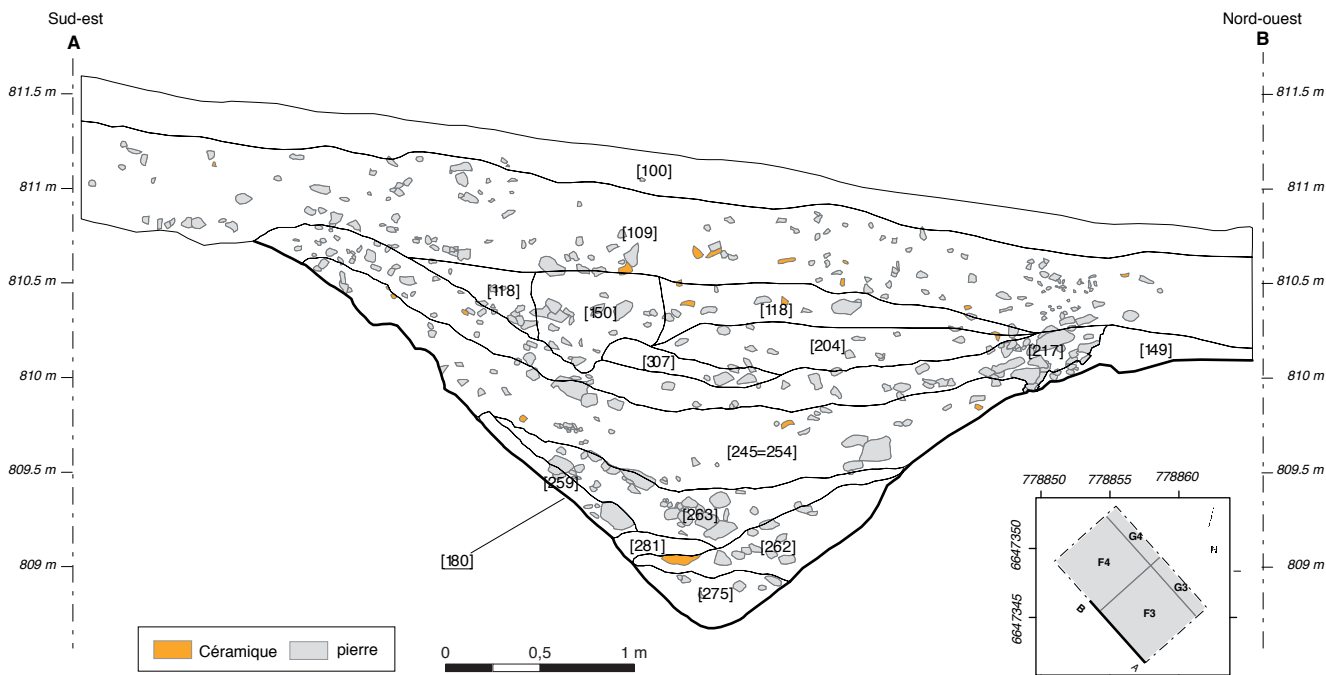 Sud-est
Nord-ouest
A
B
811.5 m
811.5 m
[100]
811 m
811 m
[109]
810.5 m
810.5 m
[118]
[150]
[118]
[204]
[217]
[149]
[307]
810 m
810 m
[245=254]
809.5 m
809.5 m
[259]
[263]
[281]
[262]
[180]
809 m
809 m
[275]
Céramique
pierre
0
0,5
1 m
778850
778855
778860
6647350
6647345
G4
N
F4
G3
F3
B
A